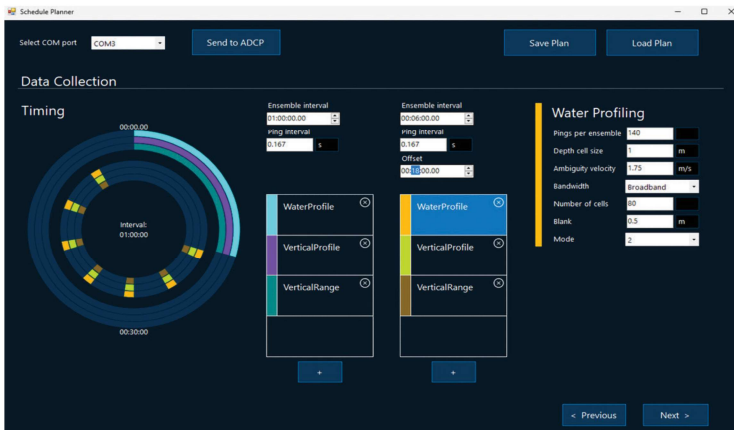 Schedule Planner
Select COM port COM3 Send to ADCP Save Plan Load Plan
Data Collection
Timing
00:00.00
Interval:
01:00:00
00:30:00
Ensemble interval
01:00:00.00
Ping interval
0.167 s
WaterProfile
VerticalProfile
VerticalRange
+
Ensemble interval
00:06:00.00
Ping interval
0.167 s
Offset
00:18:00.00
WaterProfile
VerticalProfile
VerticalRange
+
Water Profiling
Pings per ensemble 140
Depth cell size 1 m
Ambiguity velocity 1.75 m/s
Bandwidth Broadband
Number of cells 80
Blank 0.5 m
Mode 2
< Previous Next >